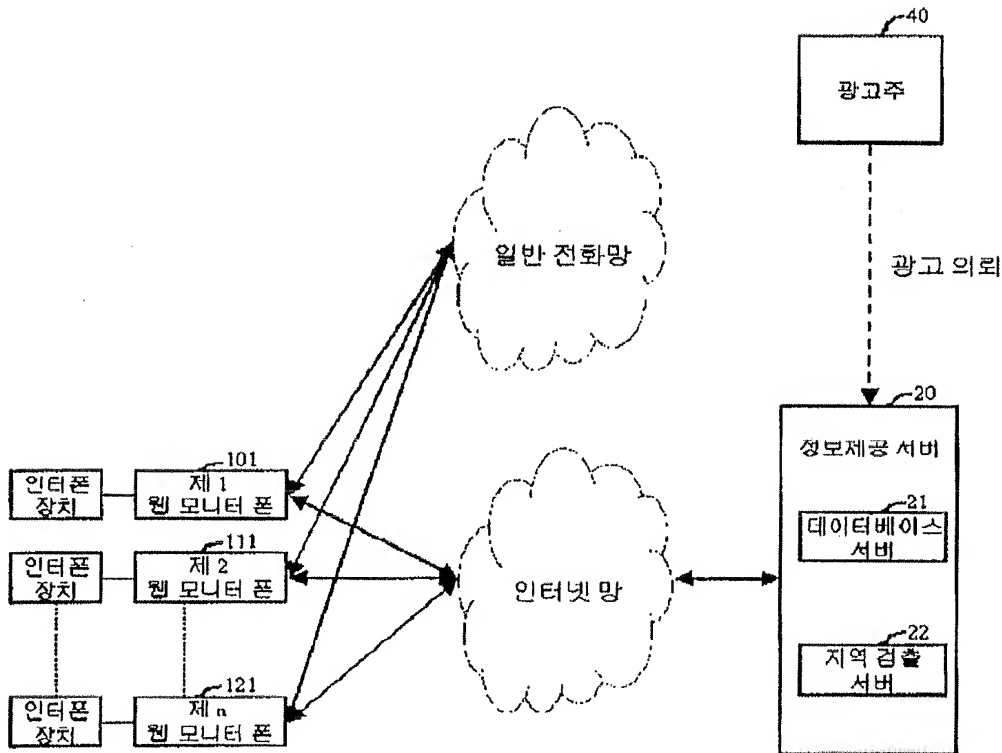 40
광고주
일반 전화망
광고 의뢰
20
정보제공 서버
101
인터폰
장치
제 1
웹 모니터 폰
21
데이터베이스
서버
111
인터폰
장치
제 2
웹 모니터 폰
인터넷 망
22
지역 검출
서버
121
인터폰
장치
제 n
웹 모니터 폰